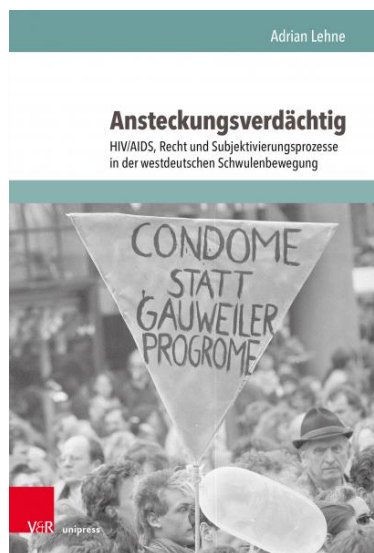 Adrian Lehne
Ansteckungsverdächtig
HIV/AIDS, Recht und Subjektivierungsprozesse
in der westdeutschen Schwulenbewegung
CONDOME
STATT
GAUWEILER
PROGROME
V&R unipress